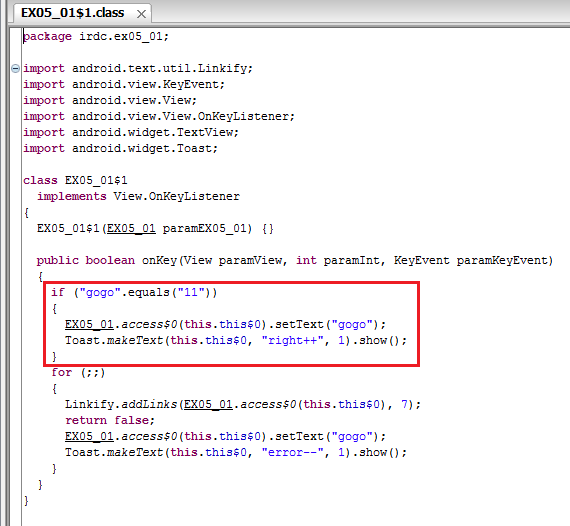 EX05_01$1.class
package irdc.ex05_01;
import android.text.util.Linkify;
import android.view.KeyEvent;
import android.view.View;
import android.view.View.OnKeyListener;
import android.widget.TextView;
import android.widget.Toast;
class EX05_01$1
implements View.OnKeyListener
{
EX05_01$1(EX05_01 paramEX05_01) {}
public boolean onKey(View paramView, int paramInt, KeyEvent paramKeyEvent)
{
if ("gogo".equals("11"))
{
EX05_01.access$0(this.this$0).setText("gogo");
Toast.makeText(this.this$0, "right++", 1).show();
}
for (;;)
{
Linkify.addLinks(EX05_01.access$0(this.this$0), 7);
return false;
EX05_01.access$0(this.this$0).setText("gogo");
Toast.makeText(this.this$0, "error--", 1).show();
}
}
}